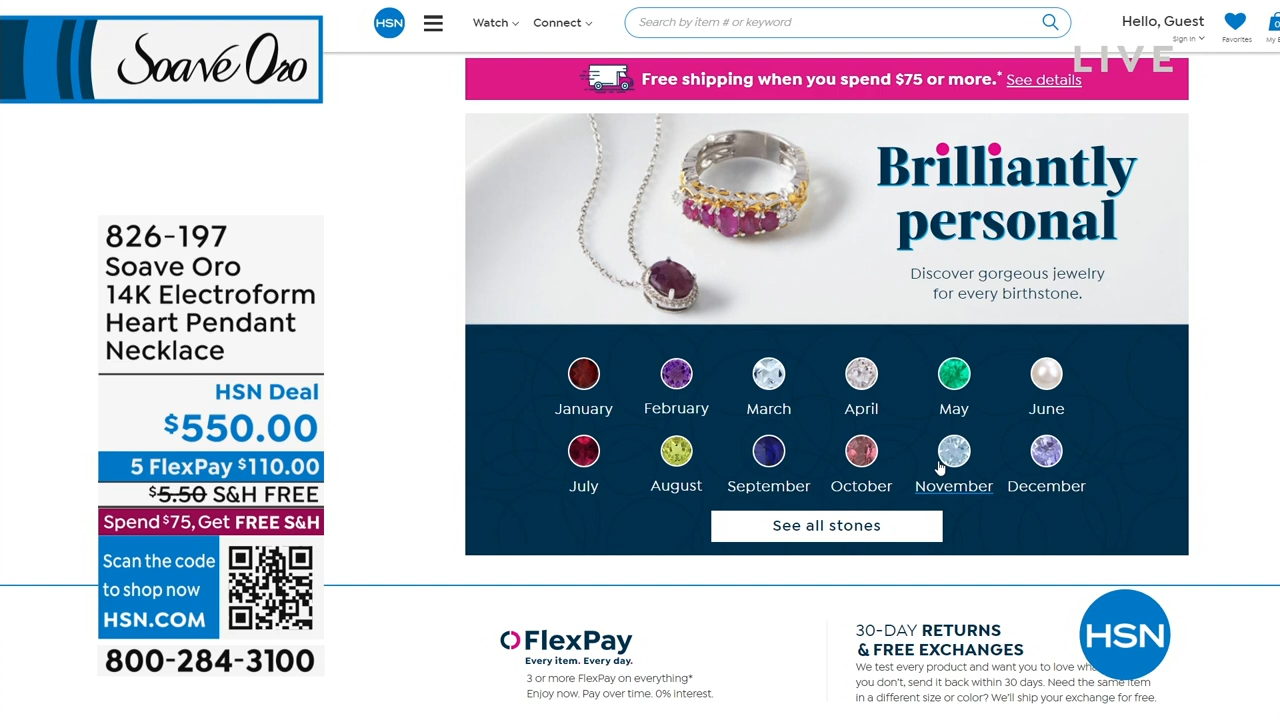 Soavé Oro
826-197
Soave Oro
14K Electroform
Heart Pendant
Necklace
HSN Deal
$550.00
5 FlexPay $110.00
$5.50 S&H FREE
Spend $75, Get FREE S&H
Scan the code
to shop now
HSN.COM
800-284-3100
HSN
Watch
Connect
Search by item # or keyword
Hello, Guest
Sign In
Favorites
0
LIVE
Free shipping when you spend $75 or more.* See details
Brilliantly
personal
Discover gorgeous jewelry
for every birthstone.
January February March April May June
July August September October November December
See all stones
FlexPay
Every item. Every day.
3 or more FlexPay on everything*
Enjoy now. Pay over time. 0% interest.
30-DAY RETURNS
& FREE EXCHANGES
We test every product and want you to love
you don't, send it back within 30 days. Need the same item
in a different size or color? We'll ship your exchange for free.
HSN